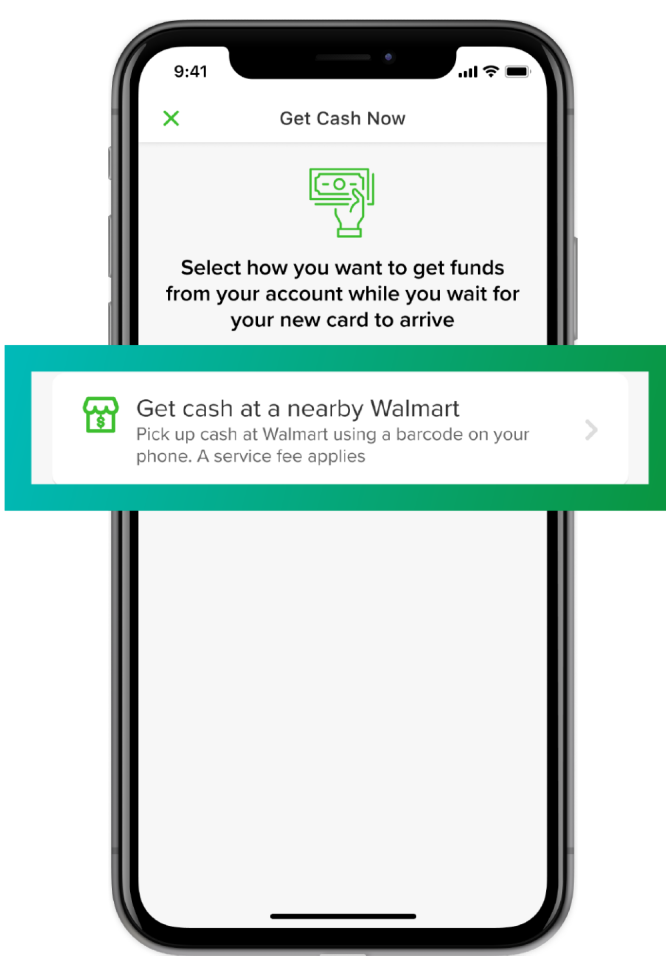 9:41
Get Cash Now
Select how you want to get funds
from your account while you wait for
your new card to arrive
Get cash at a nearby Walmart
Pick up cash at Walmart using a barcode on your
phone. A service fee applies